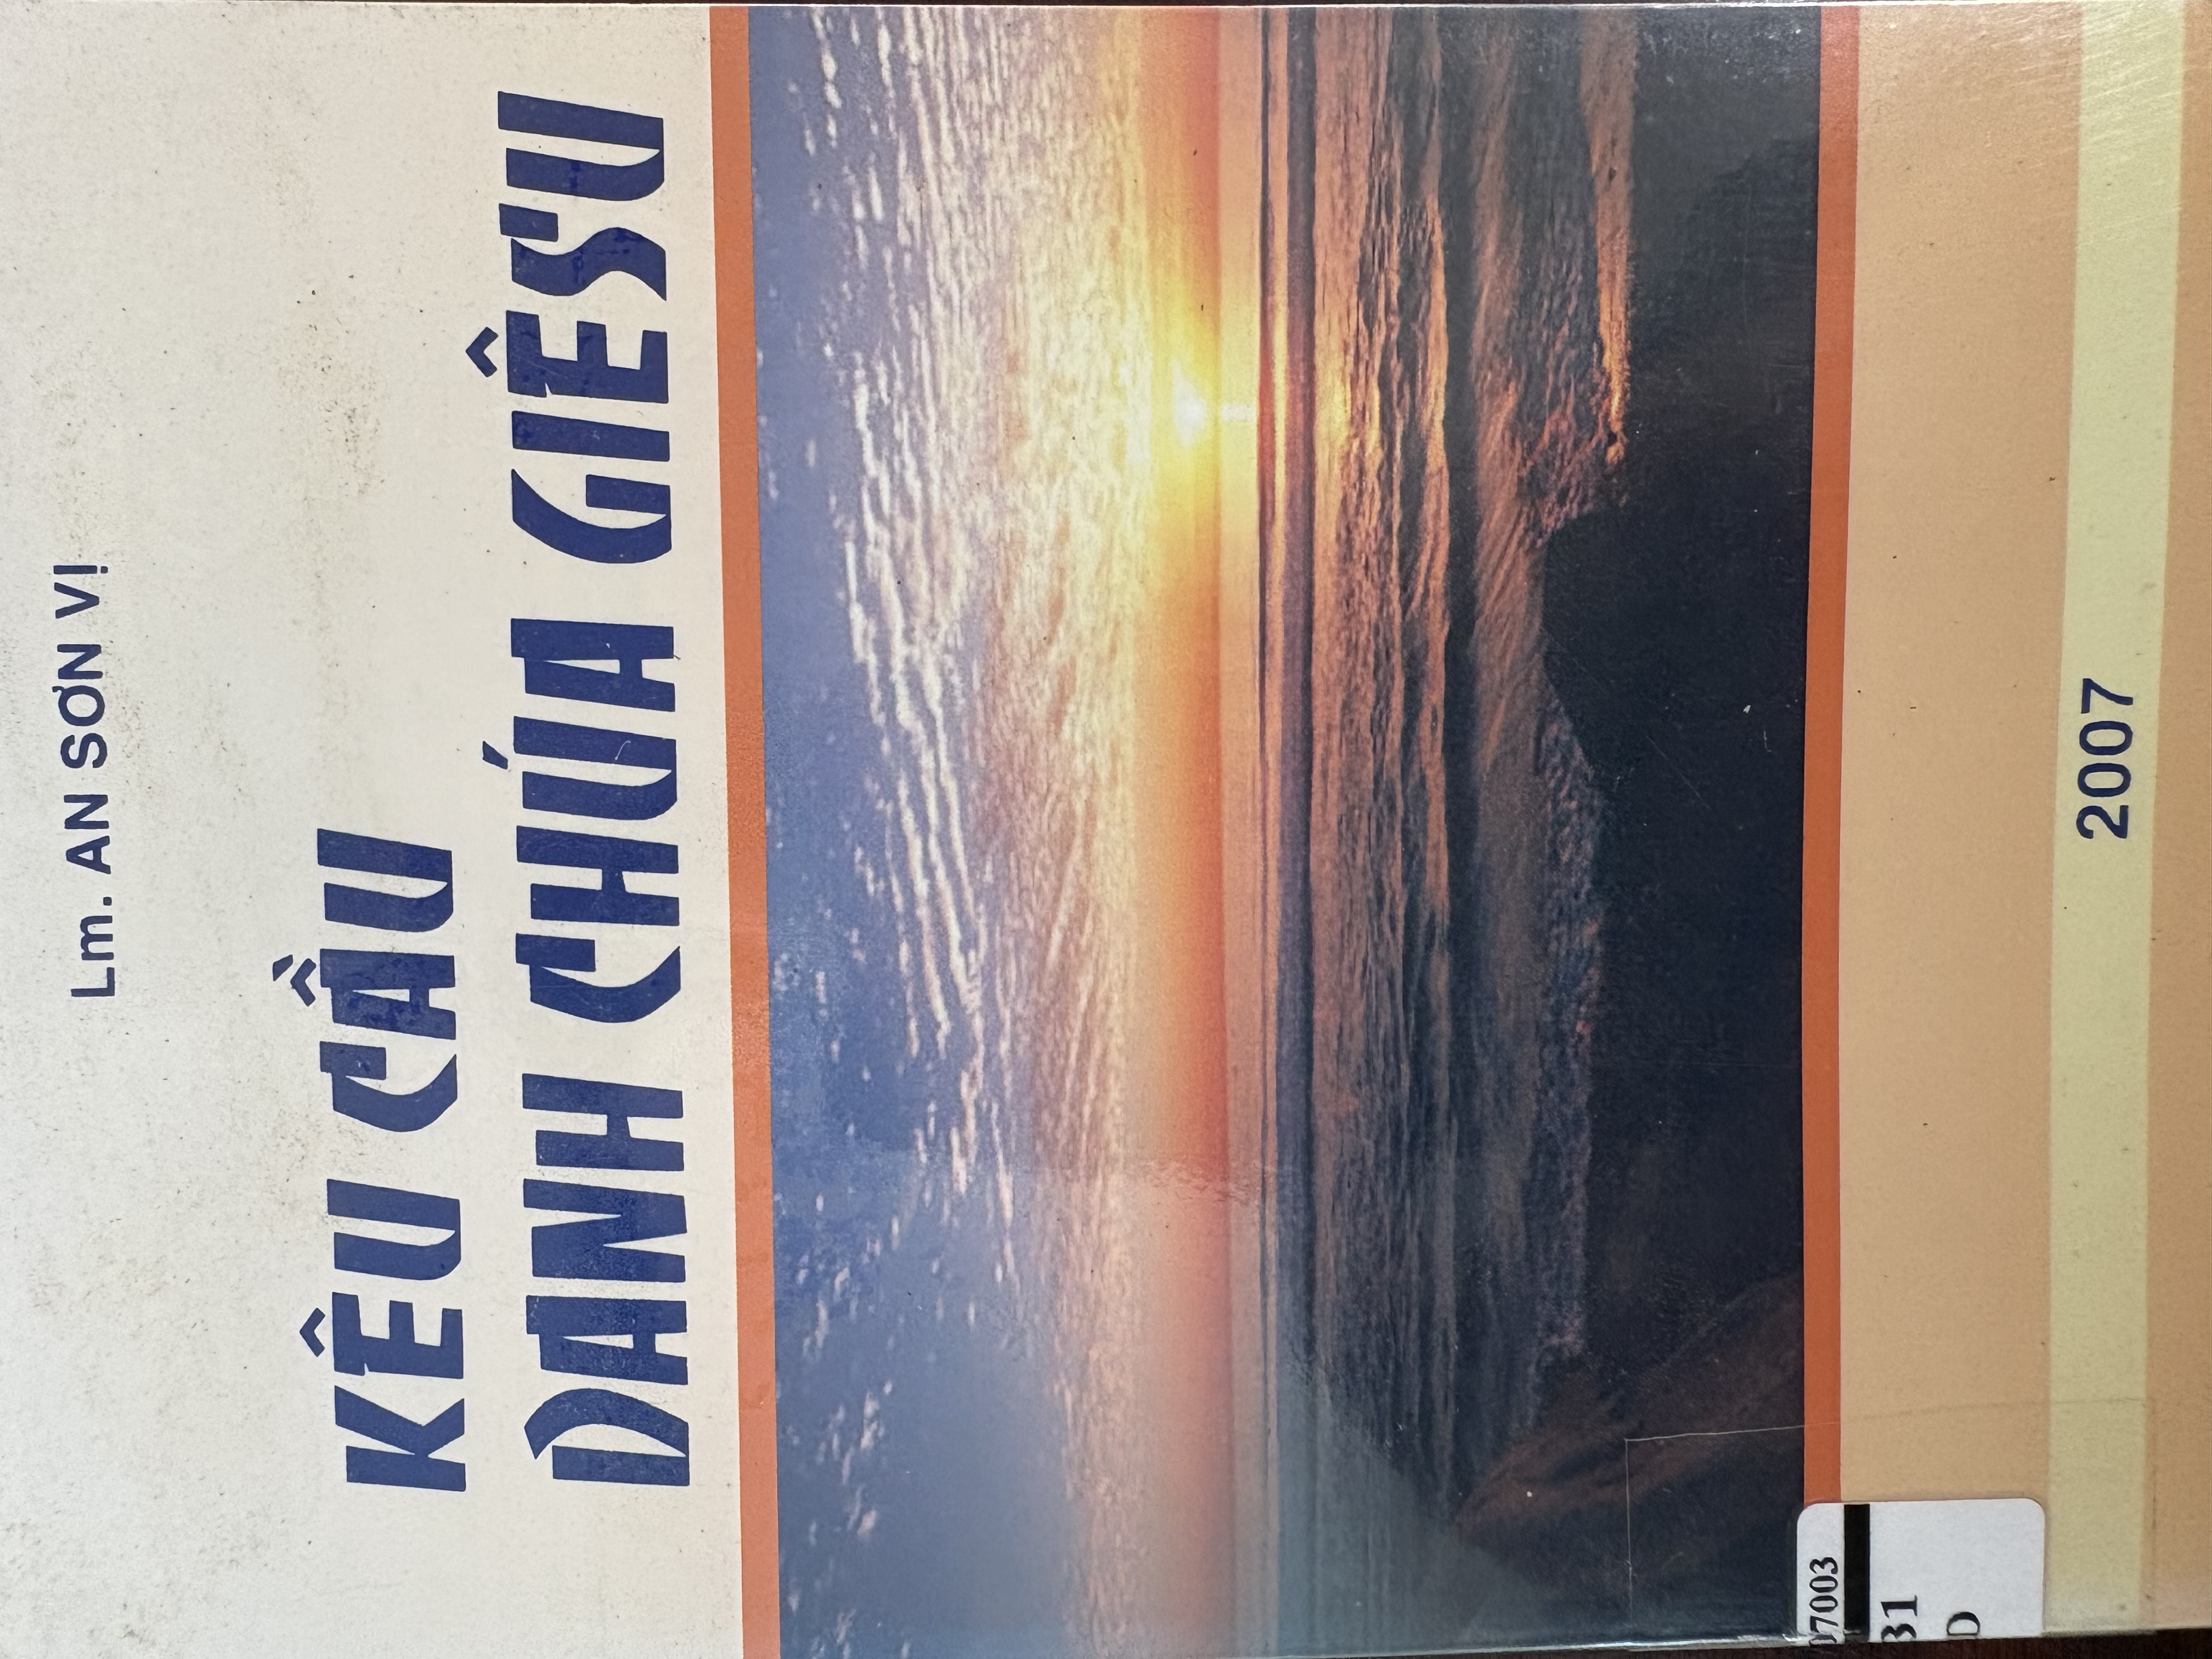 Lm. AN SƠN VỊ
KÊU CẦU
DANH CHÚA GIÊSU
2007